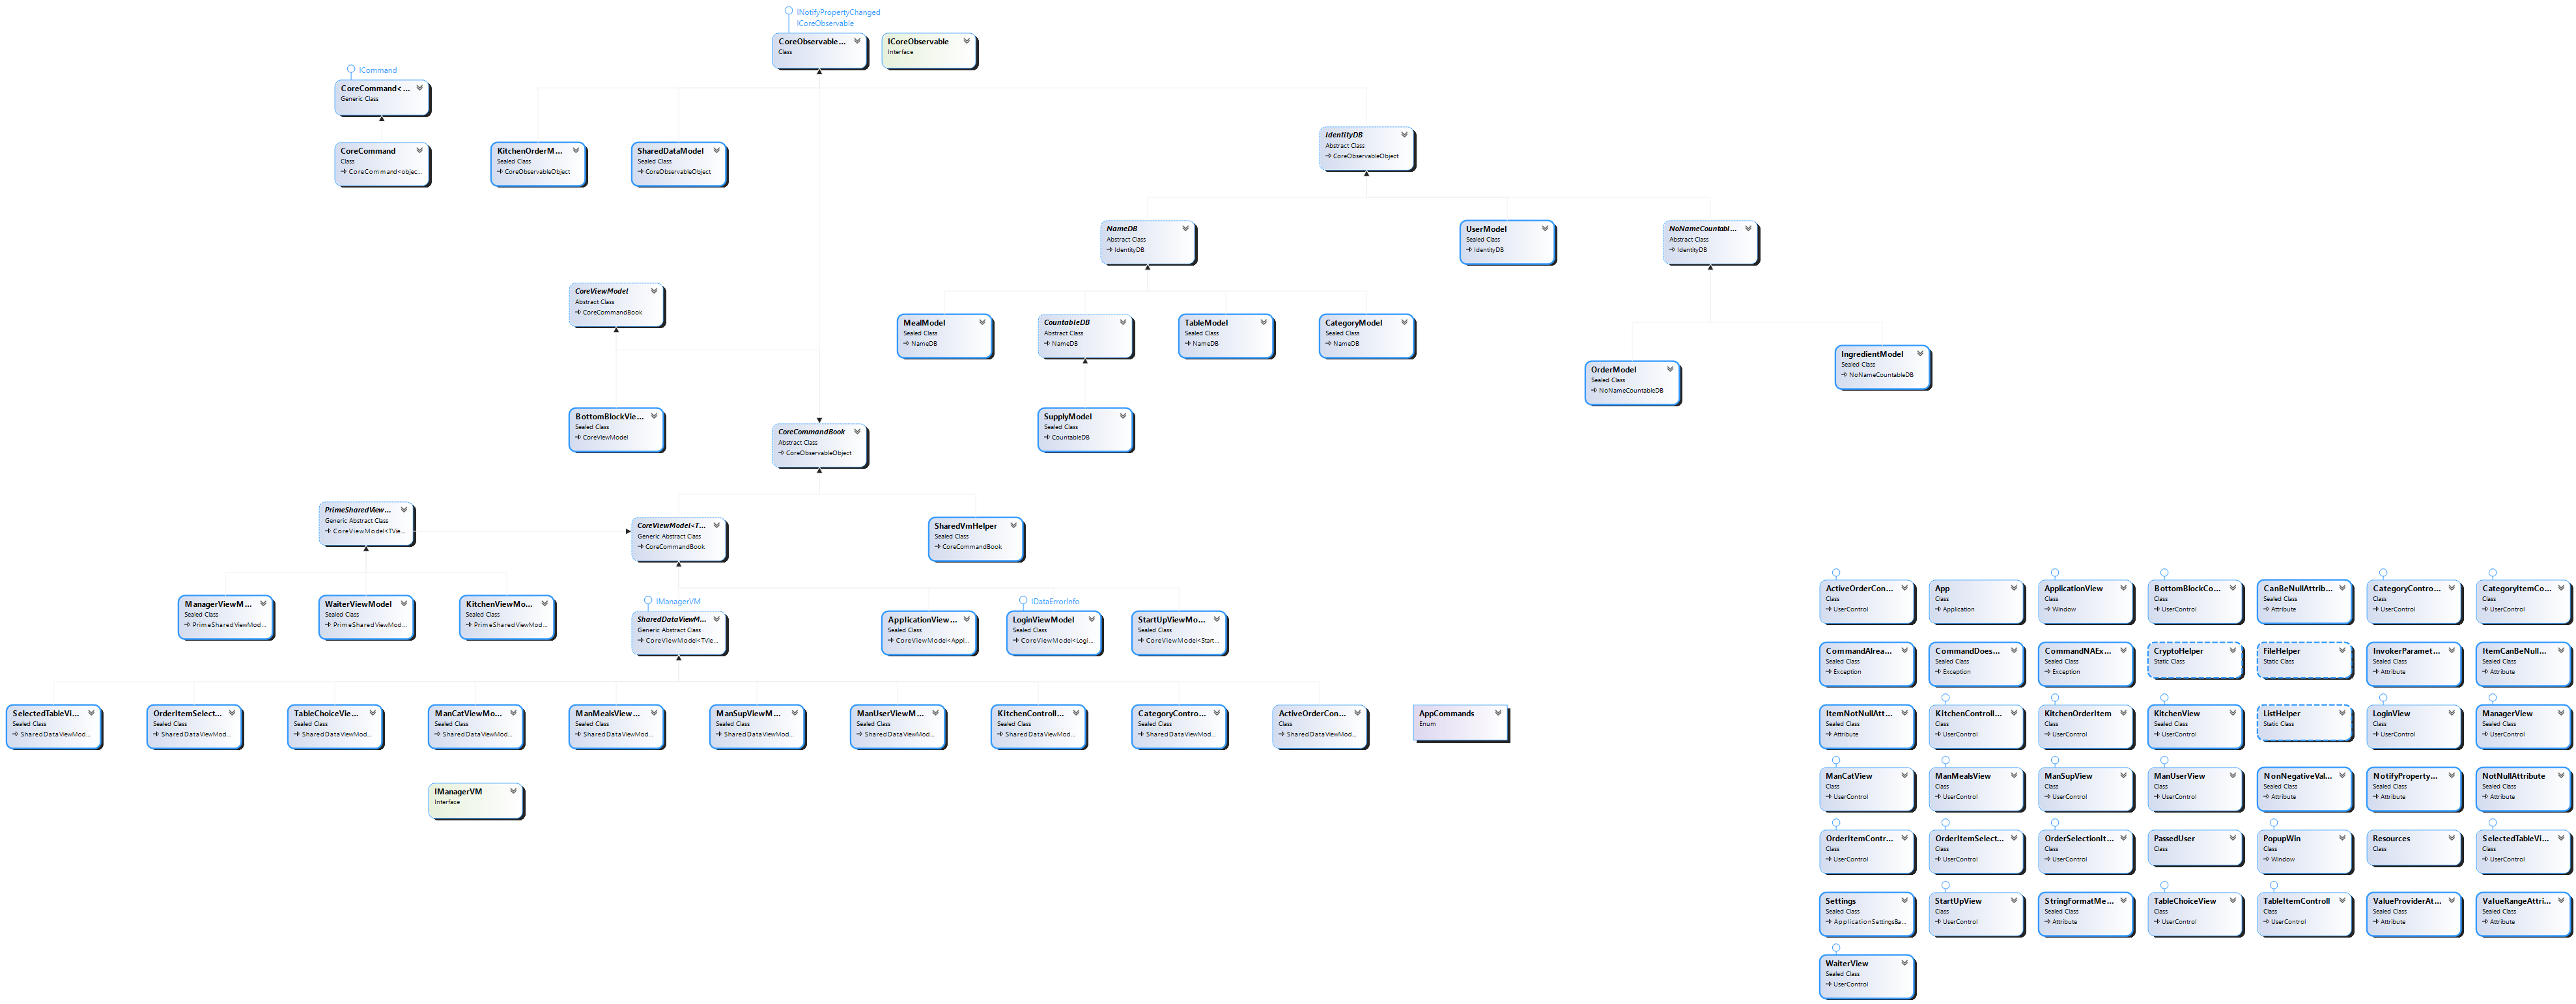 INotifyPropertyChanged
ICoreObservable
CoreObservable...
Class
ICoreObservable
Interface
ICommand
CoreCommand<...
Generic Class
CoreCommand
Class
CoreCommand<objec...
KitchenOrderM...
Sealed Class
CoreObservableObject
SharedDataModel
Sealed Class
CoreObservableObject
IdentityDB
Abstract Class
CoreObservableObject
NameDB
Abstract Class
IdentityDB
UserModel
Sealed Class
IdentityDB
NoNameCountabl...
Abstract Class
IdentityDB
CoreViewModel
Abstract Class
CoreCommandBook
MealModel
Sealed Class
NameDB
CountableDB
Abstract Class
NameDB
TableModel
Sealed Class
NameDB
CategoryModel
Sealed Class
NameDB
OrderModel
Sealed Class
NoNameCountableDB
IngredientModel
Sealed Class
NoNameCountableDB
BottomBlockVie...
Sealed Class
CoreViewModel
CoreCommandBook
Abstract Class
CoreObservableObject
SupplyModel
Sealed Class
CountableDB
PrimeSharedView...
Generic Abstract Class
CoreViewModel<TVie...
CoreViewModel<T...
Generic Abstract Class
CoreCommandBook
SharedVmHelper
Sealed Class
CoreCommandBook
ManagerViewM...
Sealed Class
PrimeSharedViewMod...
WaiterViewModel
Sealed Class
PrimeSharedViewMod...
KitchenViewMo...
Sealed Class
PrimeSharedViewMod...
IManagerVM
SharedDataViewM...
Generic Abstract Class
CoreViewModel<TVie...
ApplicationView...
Sealed Class
CoreViewModel<Appl...
IDataErrorInfo
LoginViewModel
Sealed Class
CoreViewModel<Logi...
StartUpViewMo...
Sealed Class
CoreViewModel<Start...
SelectedTableVi...
Sealed Class
SharedDataViewMod...
OrderItemSelect...
Sealed Class
SharedDataViewMod...
TableChoiceVie...
Sealed Class
SharedDataViewMod...
ManCatViewMo...
Sealed Class
SharedDataViewMod...
ManMealsView...
Sealed Class
SharedDataViewMod...
ManSupViewM...
Sealed Class
SharedDataViewMod...
ManUserViewM...
Sealed Class
SharedDataViewMod...
KitchenControll...
Sealed Class
SharedDataViewMod...
CategoryContro...
Sealed Class
SharedDataViewMod...
ActiveOrderCon...
Class
SharedDataViewMod...
AppCommands
Enum
IManagerVM
Interface
ActiveOrderCon...
Class
UserControl
App
Class
Application
ApplicationView
Class
Window
BottomBlockCo...
Class
UserControl
CanBeNullAttrib...
Sealed Class
Attribute
CategoryContro...
Class
UserControl
CategoryItemCo...
Class
UserControl
CommandAlrea...
Sealed Class
Exception
CommandDoes...
Sealed Class
Exception
CommandNAEx...
Sealed Class
Exception
CryptoHelper
Static Class
FileHelper
Static Class
InvokerParamet...
Sealed Class
Attribute
ItemCanBeNull...
Sealed Class
Attribute
ItemNotNullAtt...
Sealed Class
Attribute
KitchenControll...
Class
UserControl
KitchenOrderItem
Class
UserControl
KitchenView
Sealed Class
UserControl
ListHelper
Static Class
LoginView
Class
UserControl
ManagerView
Sealed Class
UserControl
ManCatView
Class
UserControl
ManMealsView
Class
UserControl
ManSupView
Class
UserControl
ManUserView
Class
UserControl
NonNegativeVal...
Sealed Class
Attribute
NotifyProperty...
Sealed Class
Attribute
NotNullAttribute
Sealed Class
Attribute
OrderItemContr...
Class
UserControl
OrderItemSelect...
Class
UserControl
OrderSelectionIt...
Class
UserControl
PassedUser
Class
PopupWin
Class
Window
Resources
Class
SelectedTableVi...
Class
UserControl
Settings
Sealed Class
ApplicationSettingsBa...
StartUpView
Class
UserControl
StringFormatMe...
Sealed Class
Attribute
TableChoiceView
Class
UserControl
TableItemControll
Class
UserControl
ValueProviderAt...
Sealed Class
Attribute
ValueRangeAttri...
Sealed Class
Attribute
WaiterView
Sealed Class
UserControl